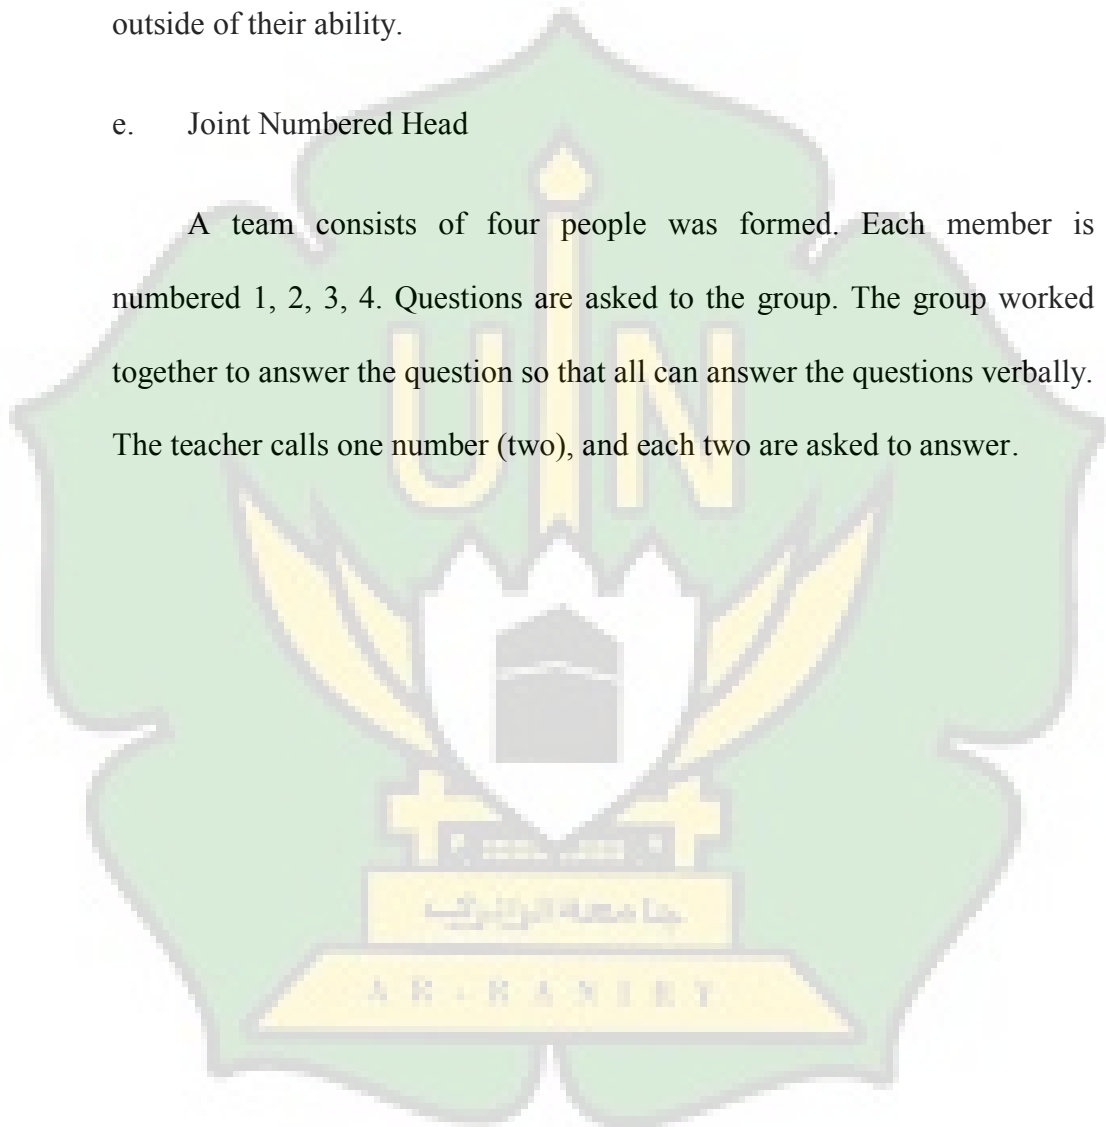 outside of their ability.
e. Joint Numbered Head
A team consists of four people was formed. Each member is
numbered 1, 2, 3, 4. Questions are asked to the group. The group worked
together to answer the question so that all can answer the questions verbally.
The teacher calls one number (two), and each two are asked to answer.
UIN
جامعة الرانيري
AR-RANIRY